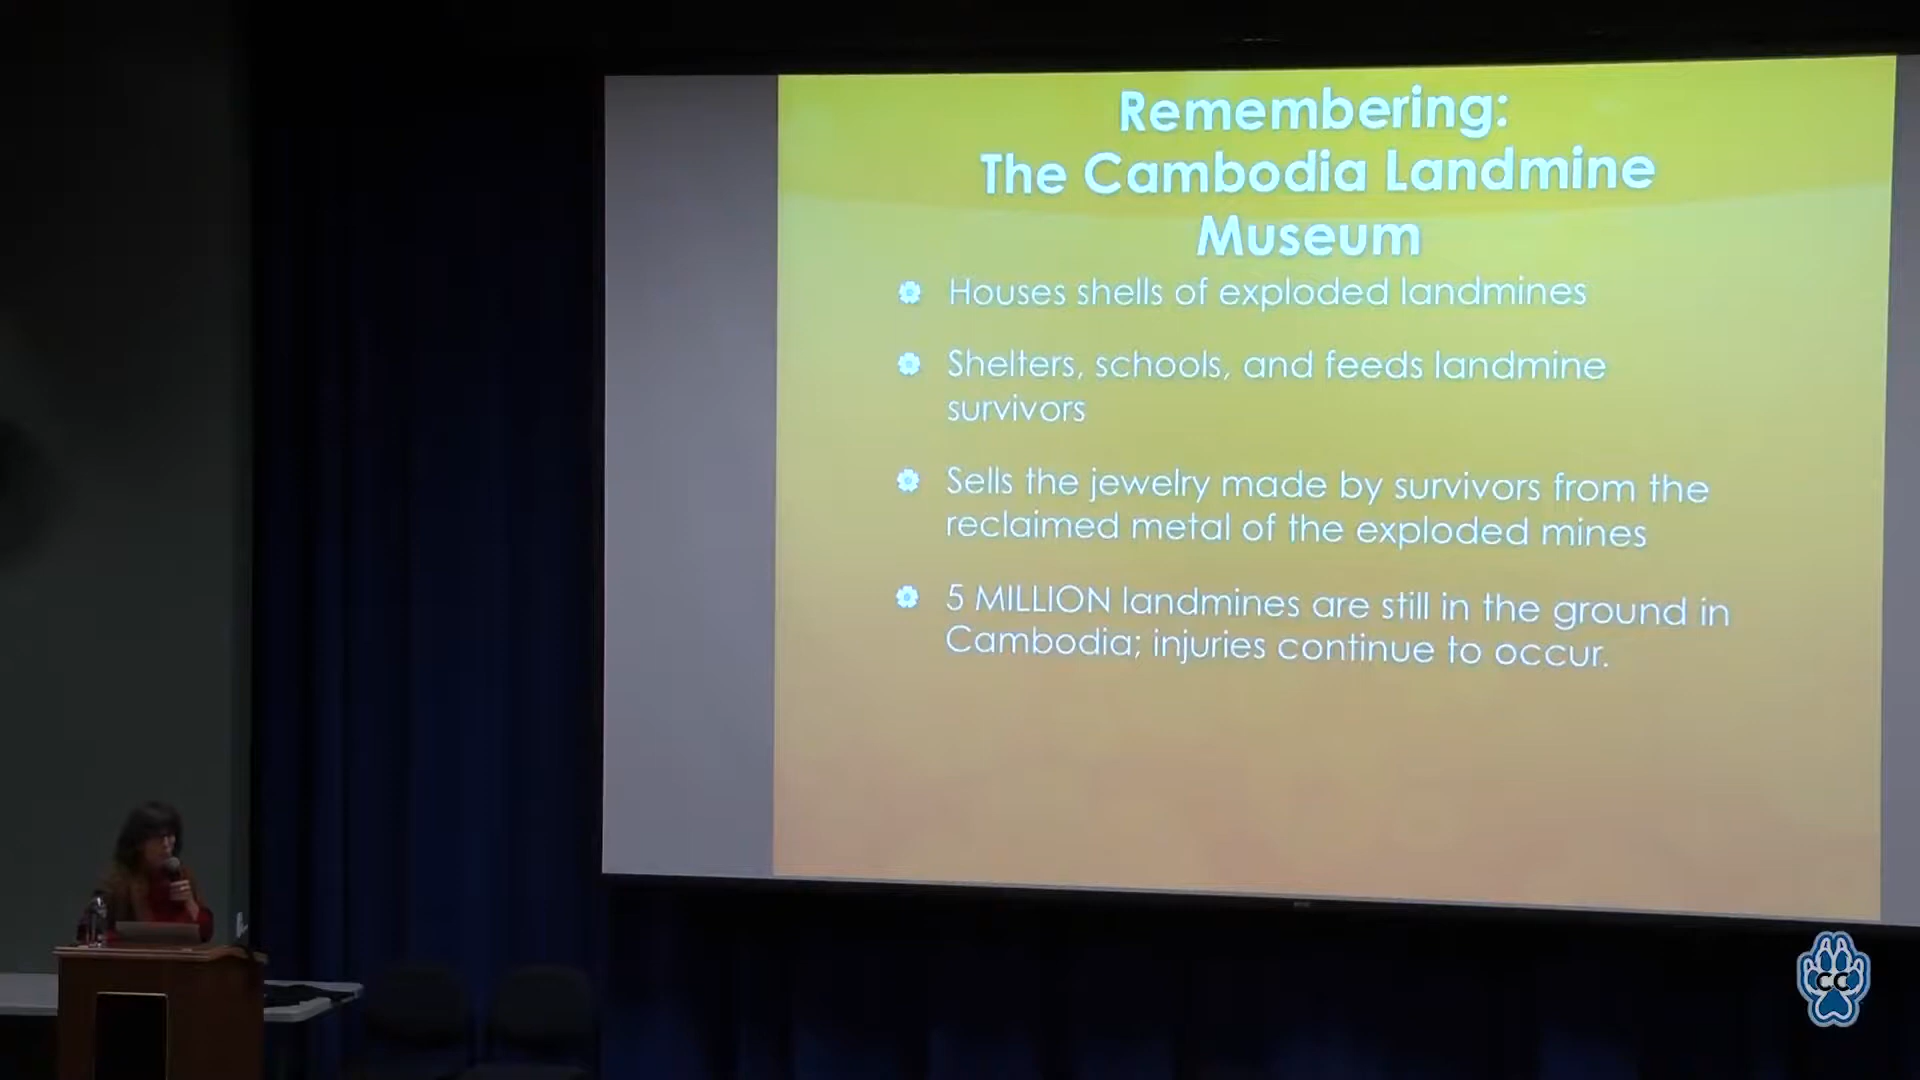 Remembering:
The Cambodia Landmine
Museum
Houses shells of exploded landmines
Shelters, schools, and feeds landmine
survivors
Sells the jewelry made by survivors from the
reclaimed metal of the exploded mines
5 MILLION landmines are still in the ground in
Cambodia; injuries continue to occur.
CC